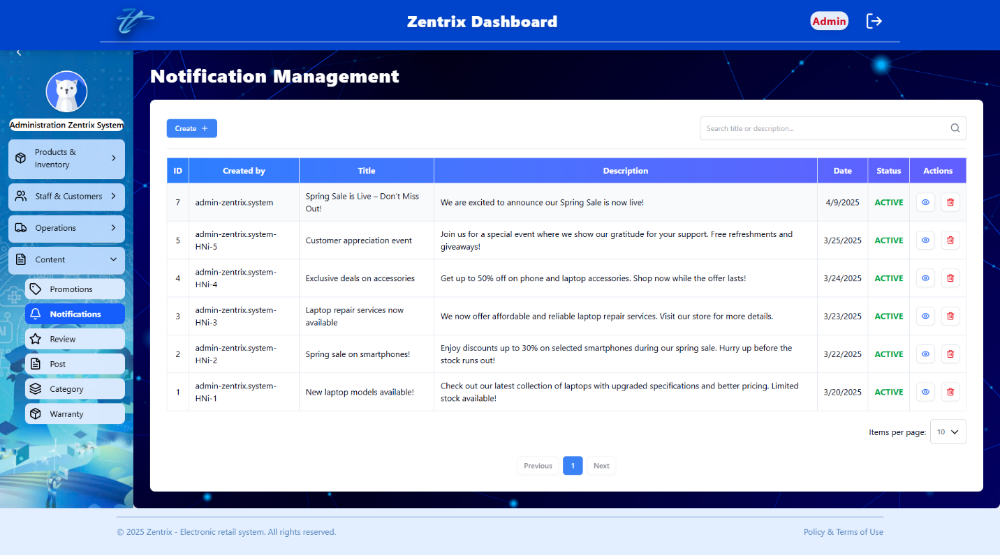 Zentrix Dashboard
Admin
Administration Zentrix System
Products &
Inventory
Staff & Customers
Operations
Content
Promotions
Notifications
Review
Post
Category
Warranty
Notification Management
Create +
Search title or description...
ID Created by Title Description Date Status Actions
7 admin-zentrix.system Spring Sale is Live – Don't Miss
Out! We are excited to announce our Spring Sale is now live! 4/9/2025 ACTIVE
5 admin-zentrix.system-
HNi-5 Customer appreciation event Join us for a special event where we show our gratitude for your support. Free refreshments and
giveaways! 3/25/2025 ACTIVE
4 admin-zentrix.system-
HNi-4 Exclusive deals on accessories Get up to 50% off on phone and laptop accessories. Shop now while the offer lasts! 3/24/2025 ACTIVE
3 admin-zentrix.system-
HNi-3 Laptop repair services now
available We now offer affordable and reliable laptop repair services. Visit our store for more details. 3/23/2025 ACTIVE
2 admin-zentrix.system-
HNi-2 Spring sale on smartphones! Enjoy discounts up to 30% on selected smartphones during our spring sale. Hurry up before the
stock runs out! 3/22/2025 ACTIVE
1 admin-zentrix.system-
HNi-1 New laptop models available! Check out our latest collection of laptops with upgraded specifications and better pricing. Limited
stock available! 3/20/2025 ACTIVE
Items per page: 10
Previous 1 Next
© 2025 Zentrix - Electronic retail system. All rights reserved.
Policy & Terms of Use